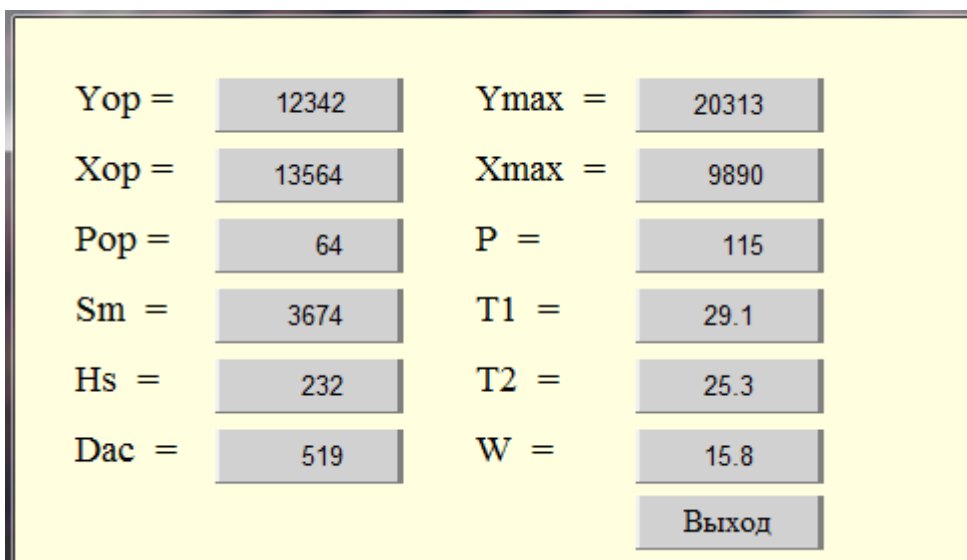 Yop = 12342 Ymax = 20313
Xop = 13564 Xmax = 9890
Pop = 64 P = 115
Sm = 3674 T1 = 29.1
Hs = 232 T2 = 25.3
Dac = 519 W = 15.8
Выход